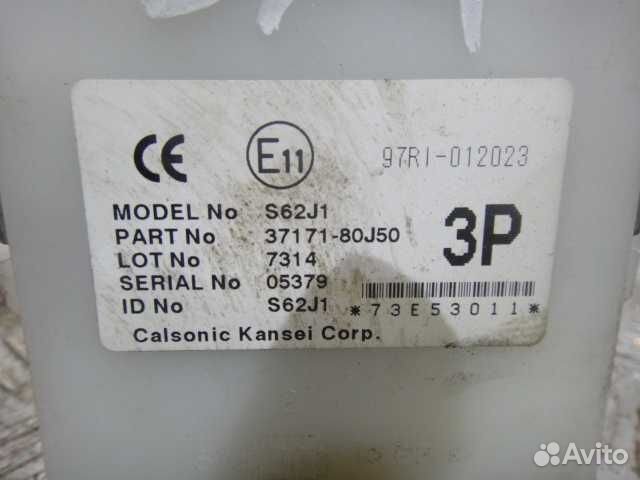 CE E11 97RI-012023
MODEL No S62J1
PART No 37171-80J50
LOT No 7314
SERIAL No 05379
ID No S62J1
3P
*73E53011*
Calsonic Kansei Corp.
Avito